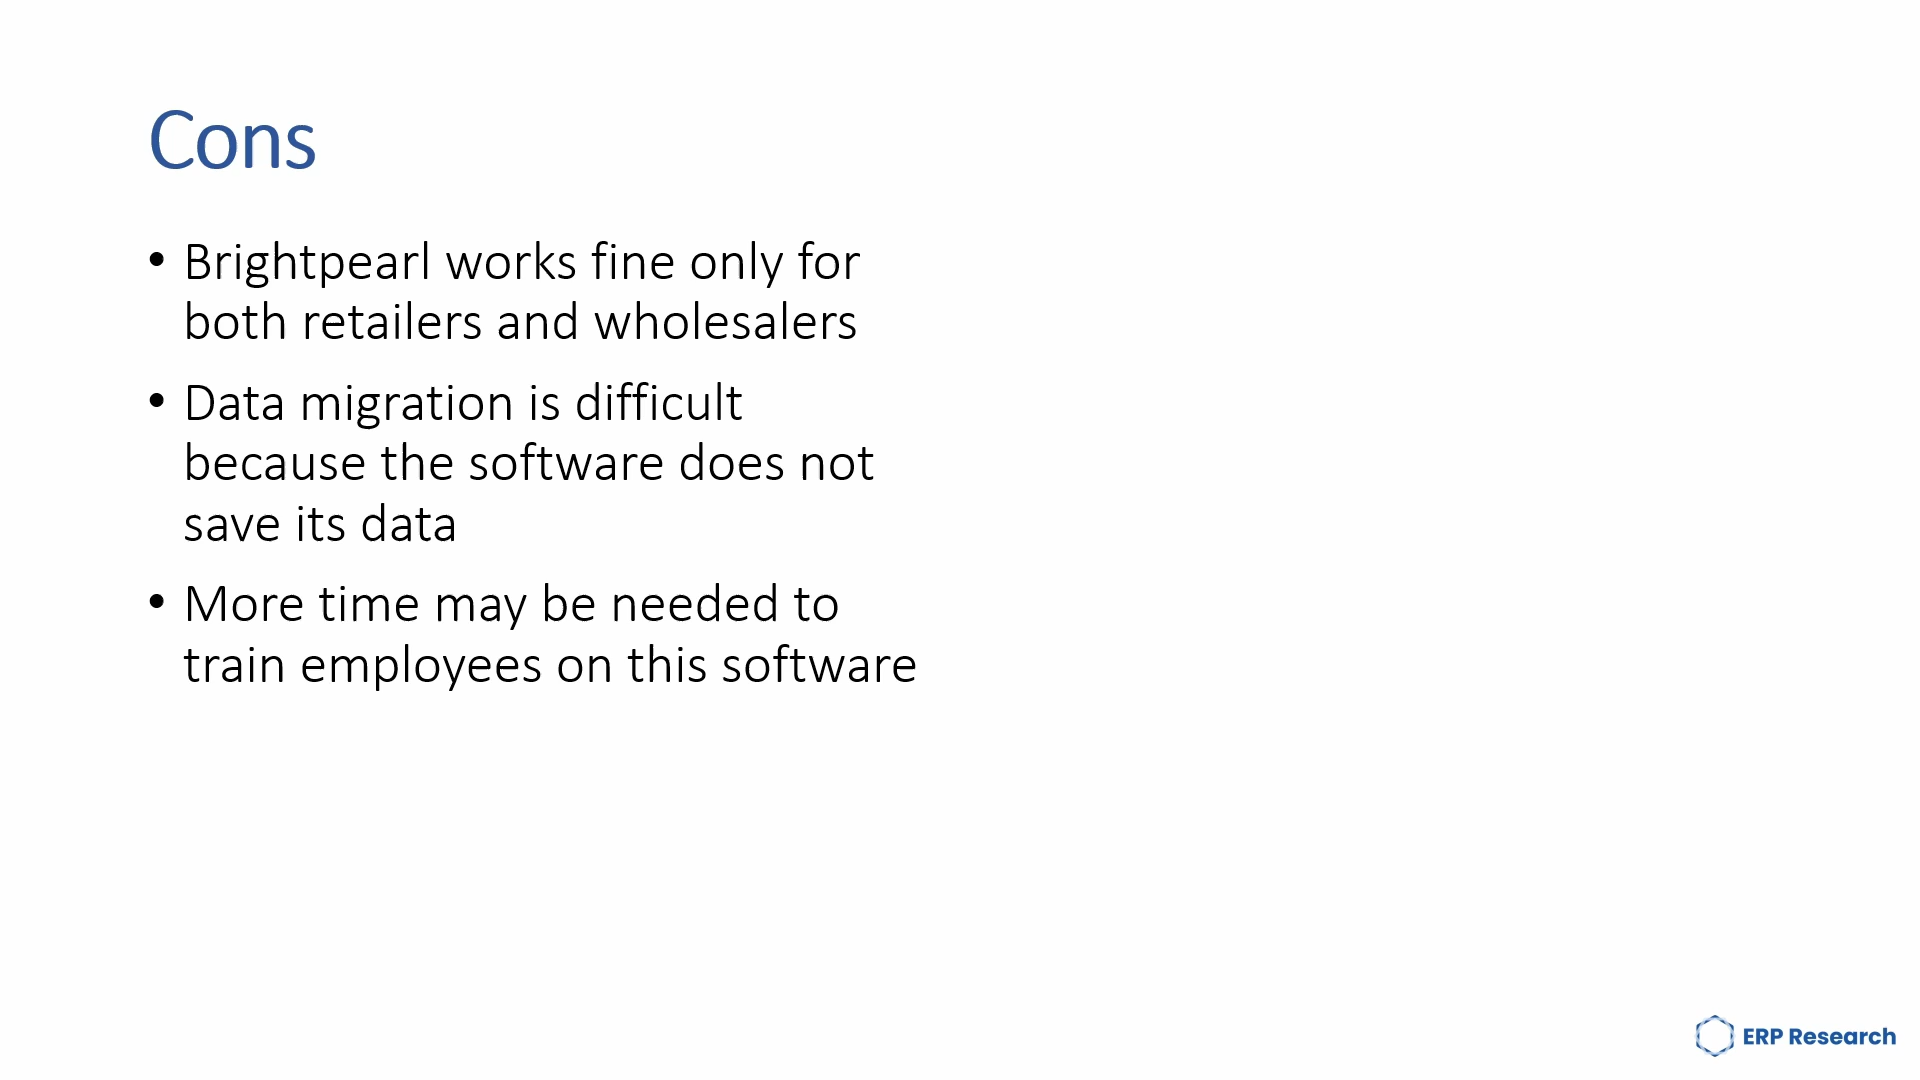 Cons
• Brightpearl works fine only for
both retailers and wholesalers
• Data migration is difficult
because the software does not
save its data
• More time may be needed to
train employees on this software
ERP Research